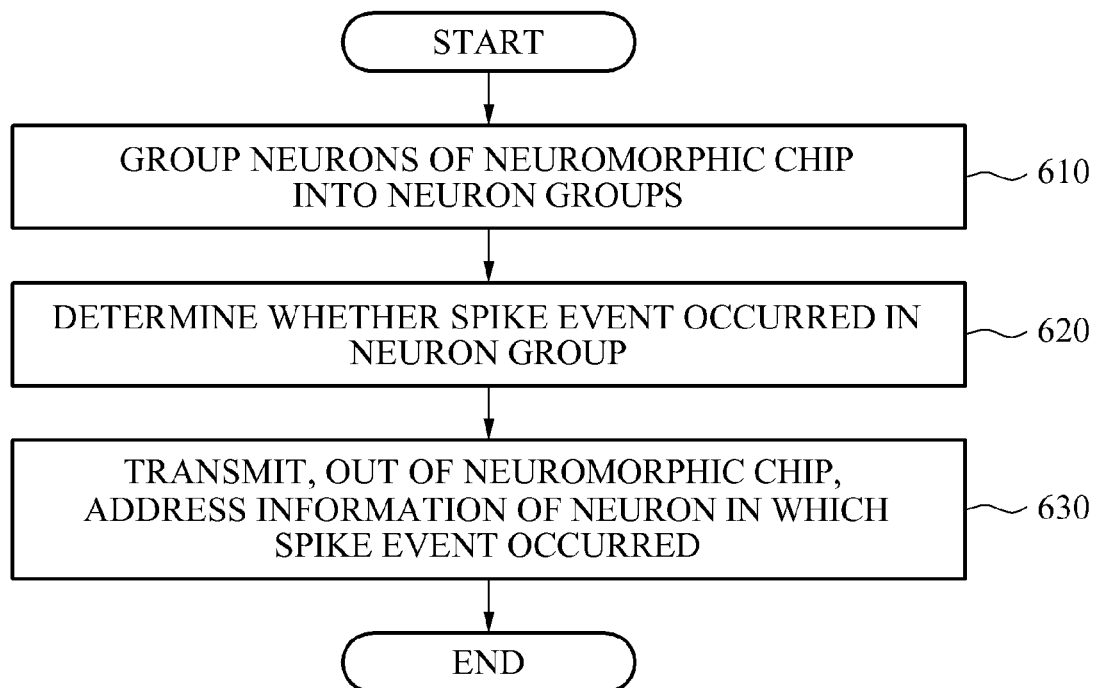 START
GROUP NEURONS OF NEUROMORPHIC CHIP
INTO NEURON GROUPS
610
DETERMINE WHETHER SPIKE EVENT OCCURRED IN
NEURON GROUP
620
TRANSMIT, OUT OF NEUROMORPHIC CHIP,
ADDRESS INFORMATION OF NEURON IN WHICH
SPIKE EVENT OCCURRED
630
END